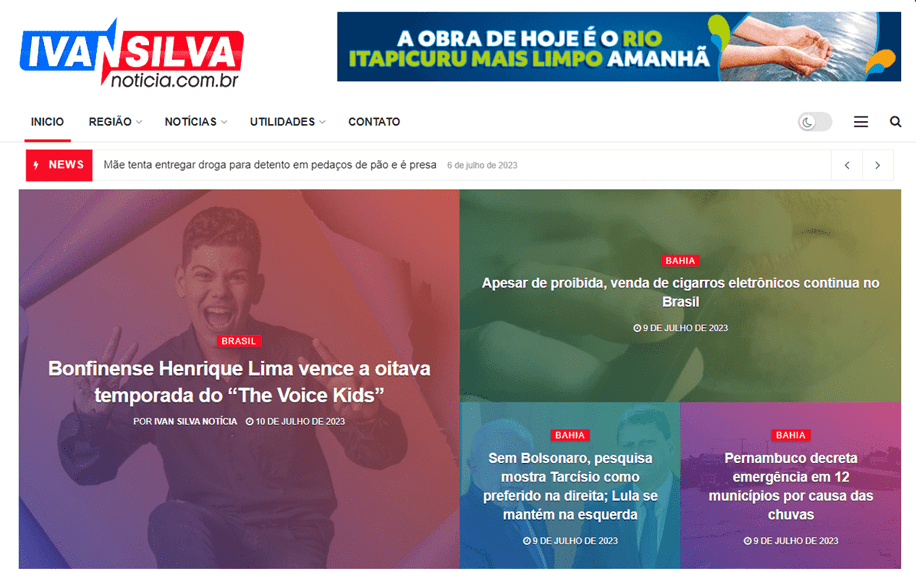 IVAN SILVA
noticia.com.br
A OBRA DE HOJE É O RIO
ITAPICURU MAIS LIMPO AMANHÃ
INICIO REGIÃO NOTÍCIAS UTILIDADES CONTATO
NEWS Mãe tenta entregar droga para detento em pedaços de pão e é presa 6 de julho de 2023
BRASIL
Bonfinense Henrique Lima vence a oitava
temporada do “The Voice Kids”
POR IVAN SILVA NOTÍCIA 10 DE JULHO DE 2023
BAHIA
Apesar de proibida, venda de cigarros eletrônicos continua no
Brasil
9 DE JULHO DE 2023
BAHIA
Sem Bolsonaro, pesquisa
mostra Tarcísio como
preferido na direita; Lula se
mantém na esquerda
9 DE JULHO DE 2023
BAHIA
Pernambuco decreta
emergência em 12
municípios por causa das
chuvas
9 DE JULHO DE 2023